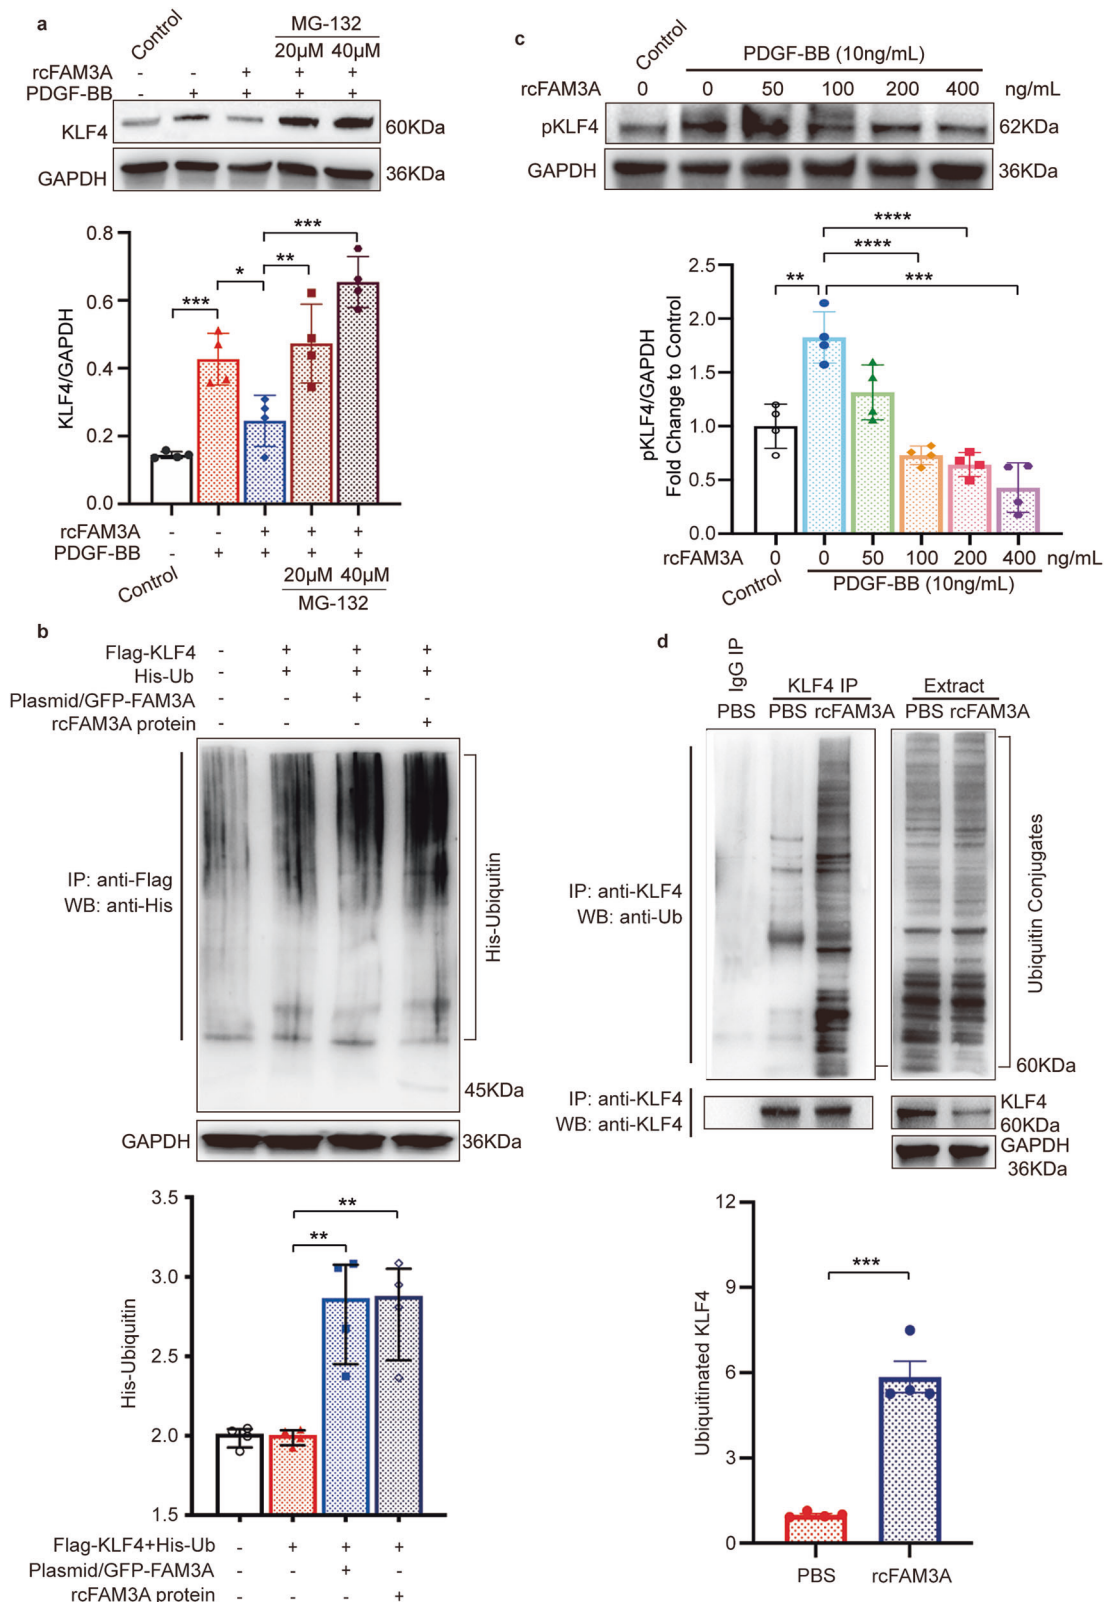 a
Control
MG-132
20μM 40μM
rcFAM3A - - + + +
PDGF-BB - + + + +
KLF4
60KDa
GAPDH
36KDa
KLF4/GAPDH
0.8
0.6
0.4
0.2
0.0
***
*
**
***
rcFAM3A - - + + +
PDGF-BB - + + + +
Control
20μM 40μM
MG-132
c
Control
PDGF-BB (10ng/mL)
rcFAM3A 0 0 50 100 200 400 ng/mL
pKLF4
62KDa
GAPDH
36KDa
pKLF4/GAPDH
Fold Change to Control
2.5
2.0
1.5
1.0
0.5
0.0
****
****
**
***
rcFAM3A 0 0 50 100 200 400 ng/mL
Control
PDGF-BB (10ng/mL)
b
Flag-KLF4 - + + +
His-Ub - + + +
Plasmid/GFP-FAM3A - - + -
rcFAM3A protein - - - +
IP: anti-Flag
WB: anti-His
His-Ubiquitin
45KDa
GAPDH
36KDa
His-Ubiquitin
3.5
3.0
2.5
2.0
1.5
**
**
Flag-KLF4+His-Ub - + + +
Plasmid/GFP-FAM3A - - + -
rcFAM3A protein - - - +
d
IgG IP
KLF4 IP
Extract
PBS
PBS rcFAM3A
PBS rcFAM3A
IP: anti-KLF4
WB: anti-Ub
Ubiquitin Conjugates
60KDa
IP: anti-KLF4
WB: anti-KLF4
KLF4
60KDa
GAPDH
36KDa
Ubiquitinated KLF4
12
9
6
3
0
***
PBS
rcFAM3A